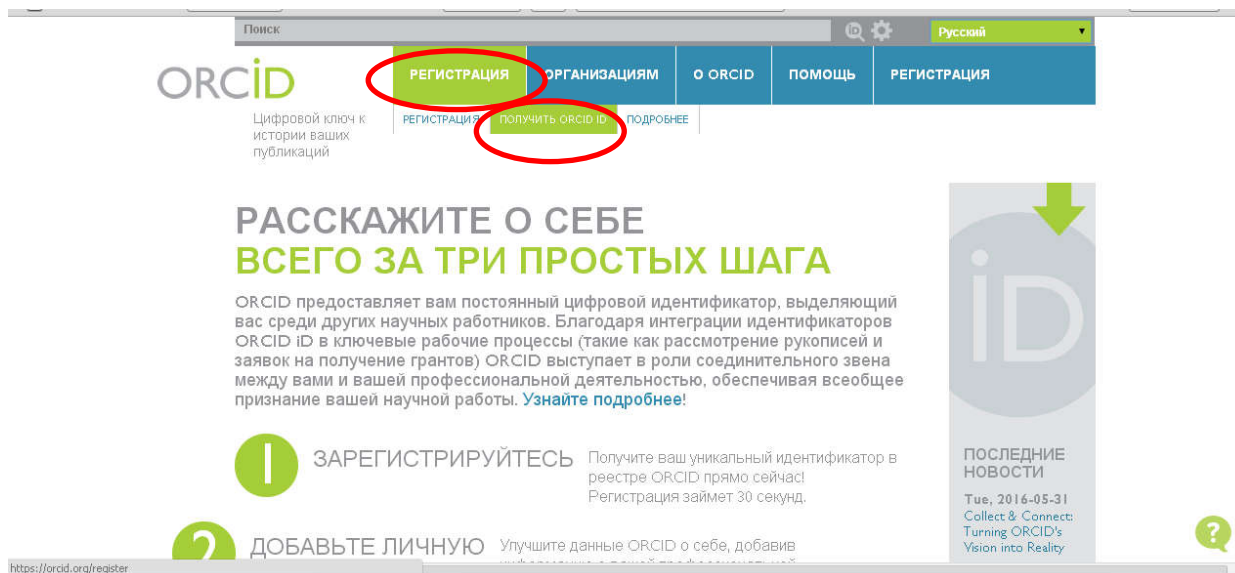 Поиск
Русский
ORCID
РЕГИСТРАЦИЯ
ОРГАНИЗАЦИЯМ
О ORCID
ПОМОЩЬ
РЕГИСТРАЦИЯ
Цифровой ключ к
истории ваших
публикаций
РЕГИСТРАЦИЯ
ПОЛУЧИТЬ ORCID ID
ПОДРОБНЕЕ
РАССКАЖИТЕ О СЕБЕ
ВСЕГО ЗА ТРИ ПРОСТЫХ ШАГА
ORCID предоставляет вам постоянный цифровой идентификатор, выделяющий
вас среди других научных работников. Благодаря интеграции идентификаторов
ORCID iD в ключевые рабочие процессы (такие как рассмотрение рукописей и
заявок на получение грантов) ORCID выступает в роли соединительного звена
между вами и вашей профессиональной деятельностью, обеспечивая всеобщее
признание вашей научной работы. Узнайте подробнее!
iD
1
ЗАРЕГИСТРИРУЙТЕСЬ
Получите ваш уникальный идентификатор в
реестре ORCID прямо сейчас!
Регистрация займет 30 секунд.
2
ДОБАВЬТЕ ЛИЧНУЮ
Улучшите данные ORCID о себе, добавив
ПОСЛЕДНИЕ
НОВОСТИ
Tue, 2016-05-31
Collect & Connect:
Turning ORCID's
Vision into Reality
?
https://orcid.org/register